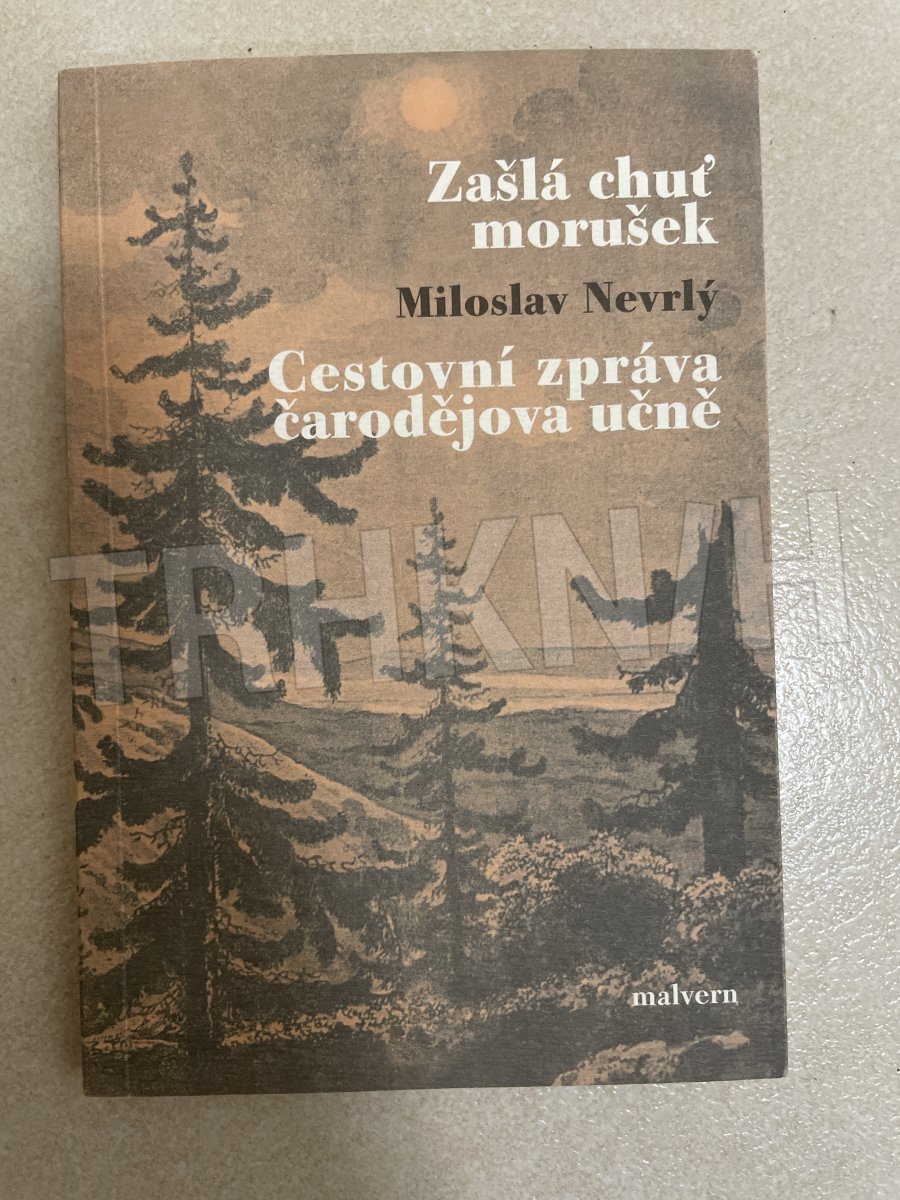 Zašlá chuť
morušek
Miloslav Nevrlý
Cestovní zpráva
čarodějova učně
TRHKNIH
malvern